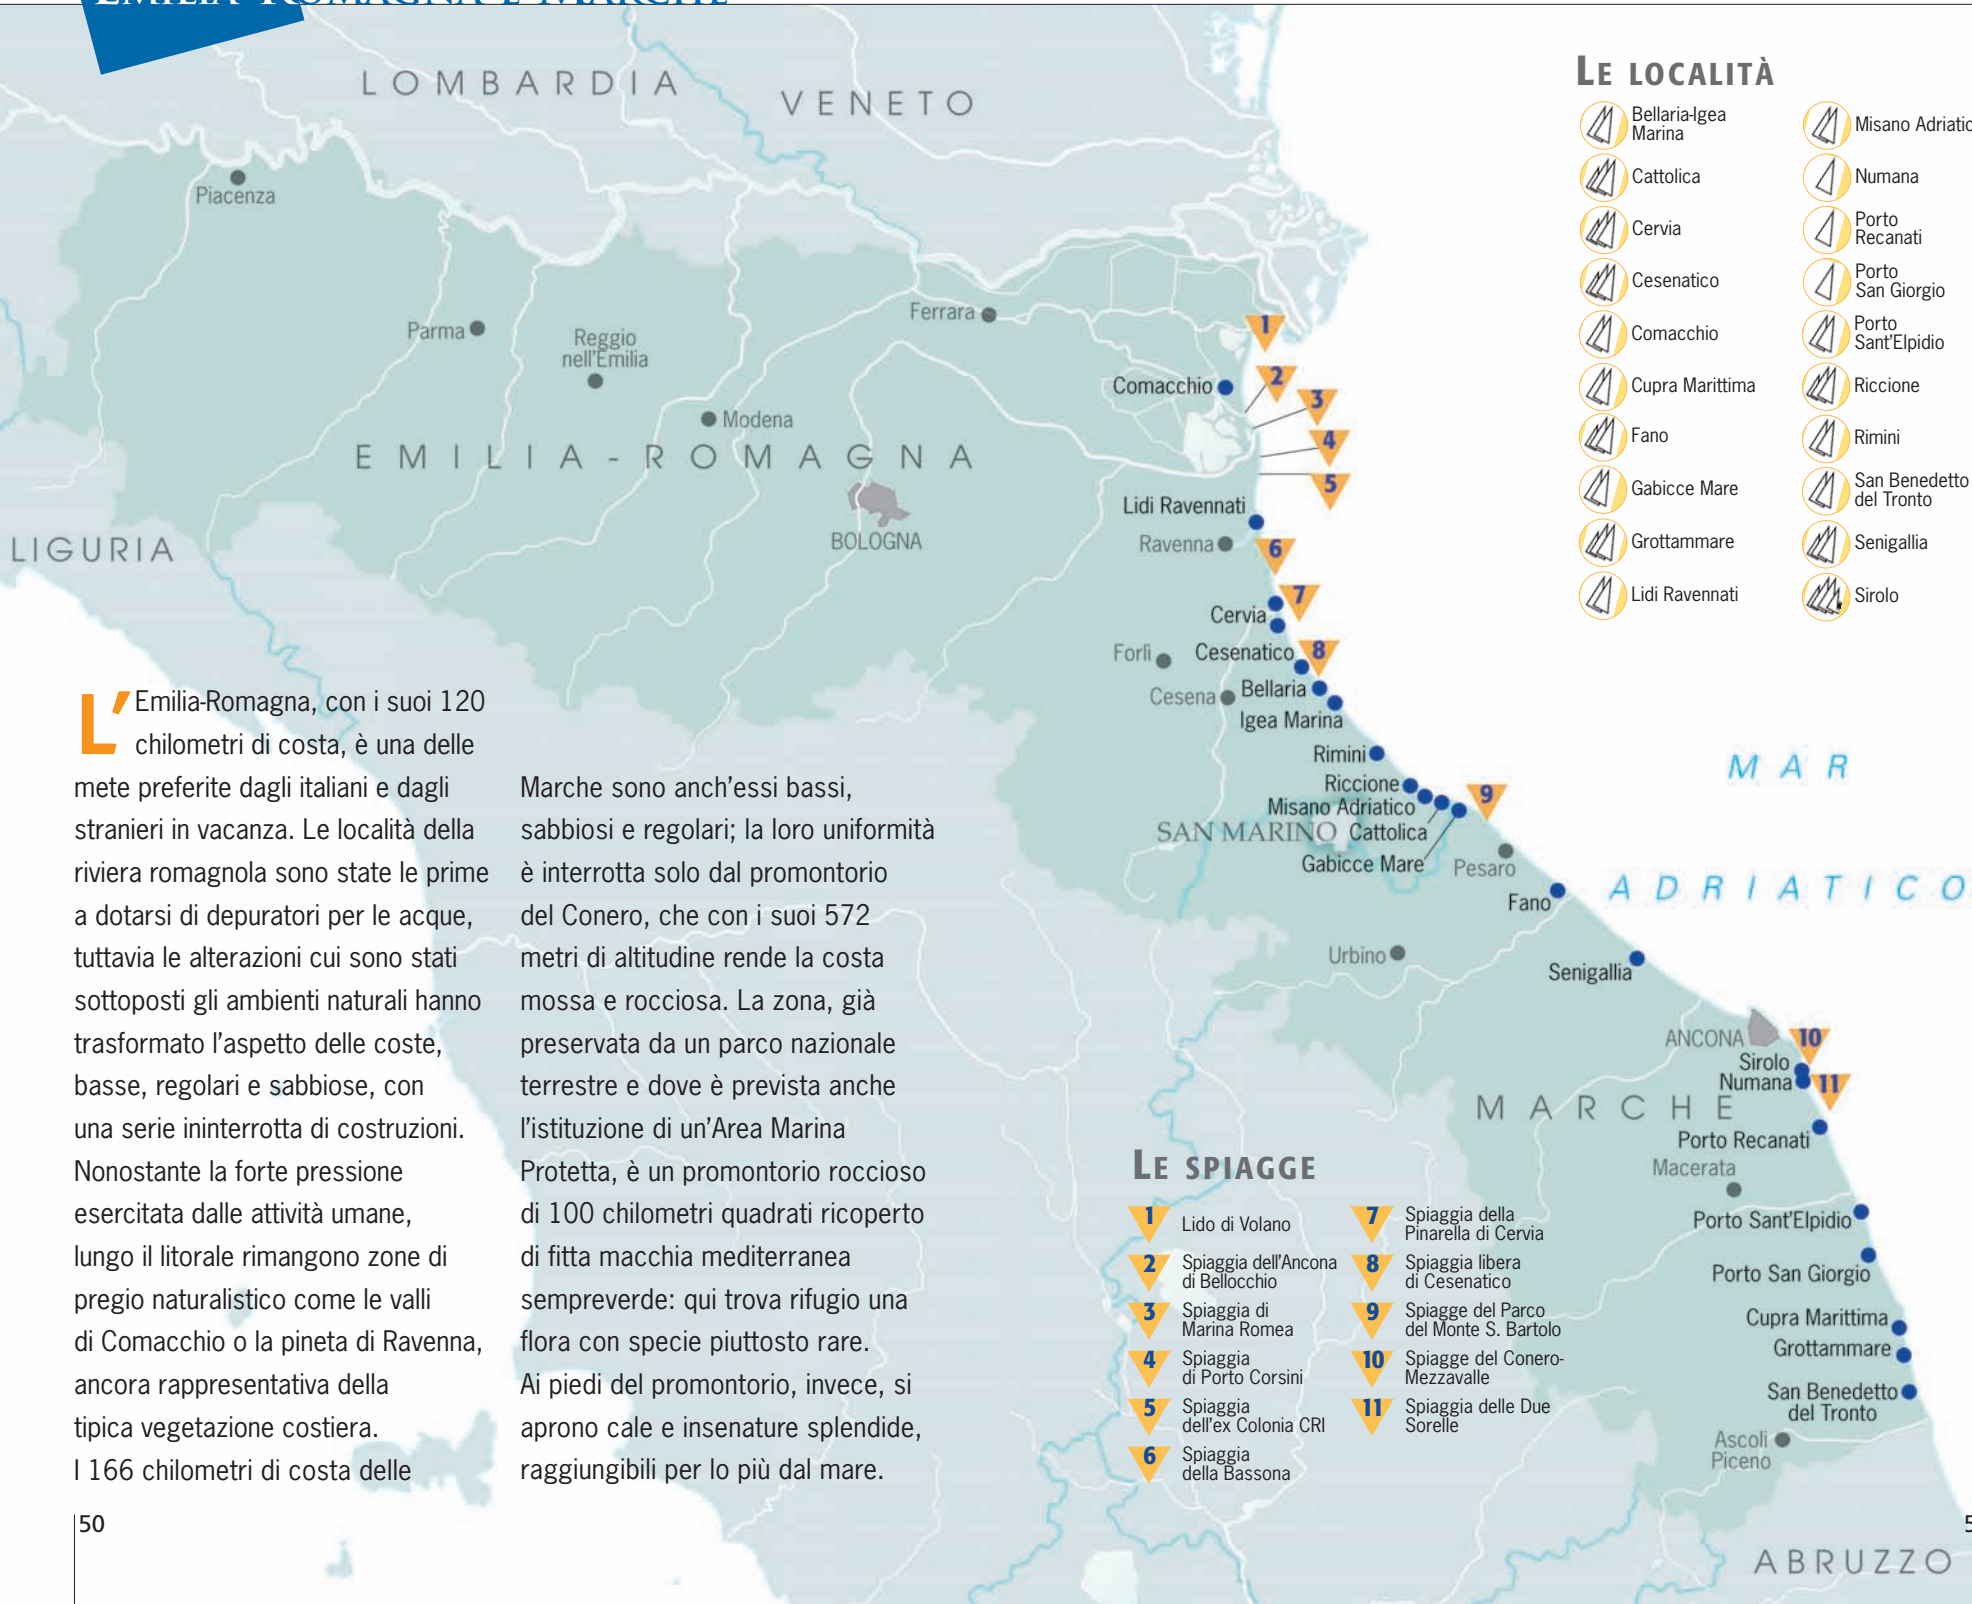 EMILIA-ROMAGNA E MARCHE
LOMBARDIA
VENETO
Piacenza
Parma
Reggio
nell'Emilia
Modena
Ferrara
EMILIA-ROMAGNA
BOLOGNA
LIGURIA
1
2
3
4
5
Comacchio
Lidi Ravennati
Ravenna
6
7
Cervia
Forlì
Cesenatico
8
Cesena
Bellaria
Igea Marina
Rimini
Riccione
9
Misano Adriatico
SAN MARINO
Cattolica
Gabicce Mare
Pesaro
Fano
Urbino
Senigallia
MAR
ADRIATICO
ANCONA
10
Sirolo
Numana
11
MARCHE
Porto Recanati
Macerata
Porto Sant'Elpidio
Porto San Giorgio
Cupra Marittima
Grottammare
San Benedetto
del Tronto
Ascoli
Piceno
ABRUZZO
LE LOCALITÀ
Bellaria-Igea
Marina
Cattolica
Cervia
Cesenatico
Comacchio
Cupra Marittima
Fano
Gabicce Mare
Grottammare
Lidi Ravennati
Misano Adriatic
Numana
Porto
Recanati
Porto
San Giorgio
Porto
Sant'Elpidio
Riccione
Rimini
San Benedetto
del Tronto
Senigallia
Sirolo
L'Emilia-Romagna, con i suoi 120
chilometri di costa, è una delle
mete preferite dagli italiani e dagli
stranieri in vacanza. Le località della
riviera romagnola sono state le prime
a dotarsi di depuratori per le acque,
tuttavia le alterazioni cui sono stati
sottoposti gli ambienti naturali hanno
trasformato l'aspetto delle coste,
basse, regolari e sabbiose, con
una serie ininterrotta di costruzioni.
Nonostante la forte pressione
esercitata dalle attività umane,
lungo il litorale rimangono zone di
pregio naturalistico come le valli
di Comacchio o la pineta di Ravenna,
ancora rappresentativa della
tipica vegetazione costiera.
I 166 chilometri di costa delle
Marche sono anch'essi bassi,
sabbiosi e regolari; la loro uniformità
è interrotta solo dal promontorio
del Conero, che con i suoi 572
metri di altitudine rende la costa
mossa e rocciosa. La zona, già
preservata da un parco nazionale
terrestre e dove è prevista anche
l'istituzione di un'Area Marina
Protetta, è un promontorio roccioso
di 100 chilometri quadrati ricoperto
di fitta macchia mediterranea
sempreverde: qui trova rifugio una
flora con specie piuttosto rare.
Ai piedi del promontorio, invece, si
aprono cale e insenature splendide,
raggiungibili per lo più dal mare.
LE SPIAGGE
1 Lido di Volano
2 Spiaggia dell'Ancona
di Bellocchio
3 Spiaggia di
Marina Romea
4 Spiaggia
di Porto Corsini
5 Spiaggia
dell'ex Colonia CRI
6 Spiaggia
della Bassona
7 Spiaggia della
Pinarella di Cervia
8 Spiaggia libera
di Cesenatico
9 Spiagge del Parco
del Monte S. Bartolo
10 Spiagge del Conero-
Mezzavalle
11 Spiaggia delle Due
Sorelle
50
5